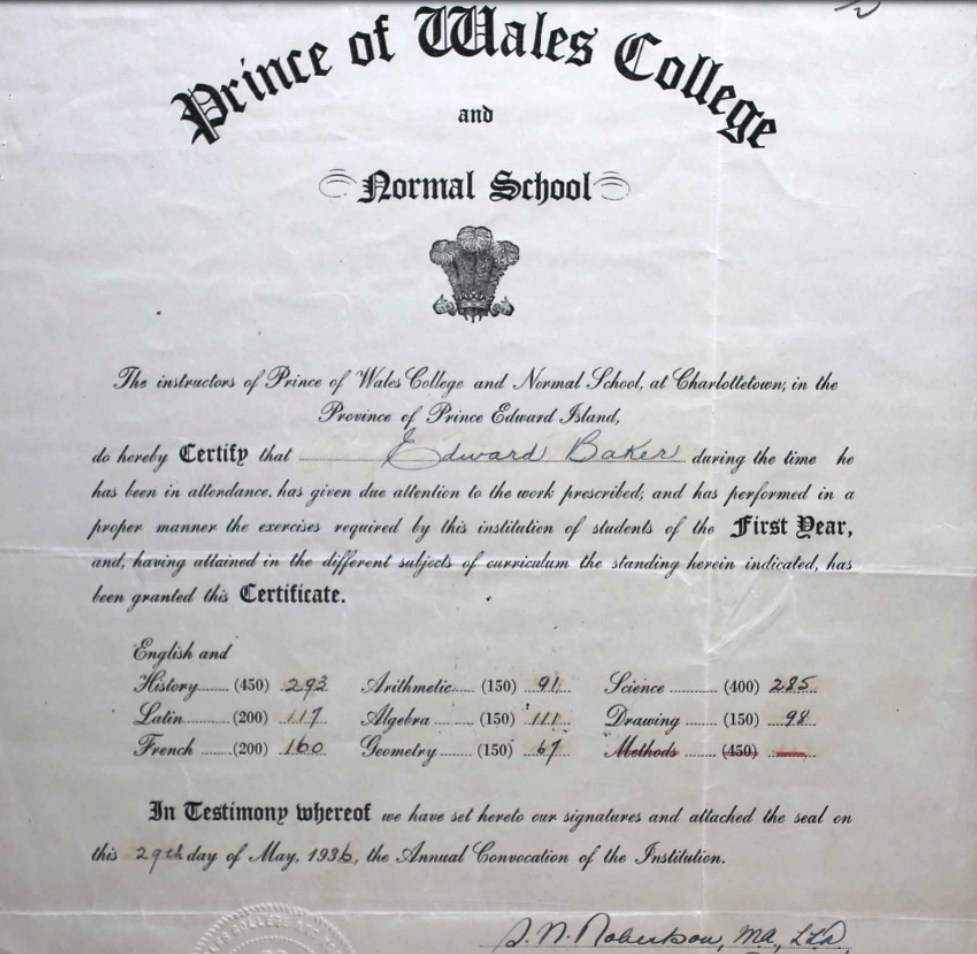 Prince of Wales College
and
Normal School
The instructors of Prince of Wales College and Normal School, at Charlottetown, in the
Province of Prince Edward Island,
do hereby Certify that Edward Baker during the time he
has been in attendance, has given due attention to the work prescribed, and has performed in a
proper manner the exercises required by this institution of students of the First Year,
and, having attained in the different subjects of curriculum the standing herein indicated, has
been granted this Certificate.
English and
History (450) 293 Arithmetic (150) 91 Science (400) 285
Latin (200) 117 Algebra (150) 111 Drawing (150) 98
French (200) 160 Geometry (150) 67 Methods (450)
In Testimony whereof we have set hereto our signatures and attached the seal on
this 29th day of May, 1936, the Annual Convocation of the Institution.
S. N. Robertson, MA, LLD